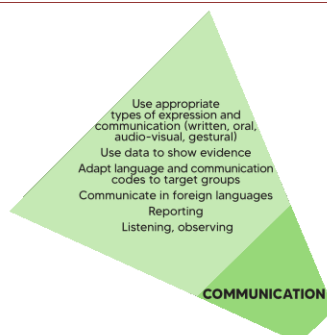 Use appropriate
types of expression and
communication (written, oral,
audio-visual, gestural)
Use data to show evidence
Adapt language and communication
codes to target groups
Communicate in foreign languages
Reporting
Listening, observing
COMMUNICATION